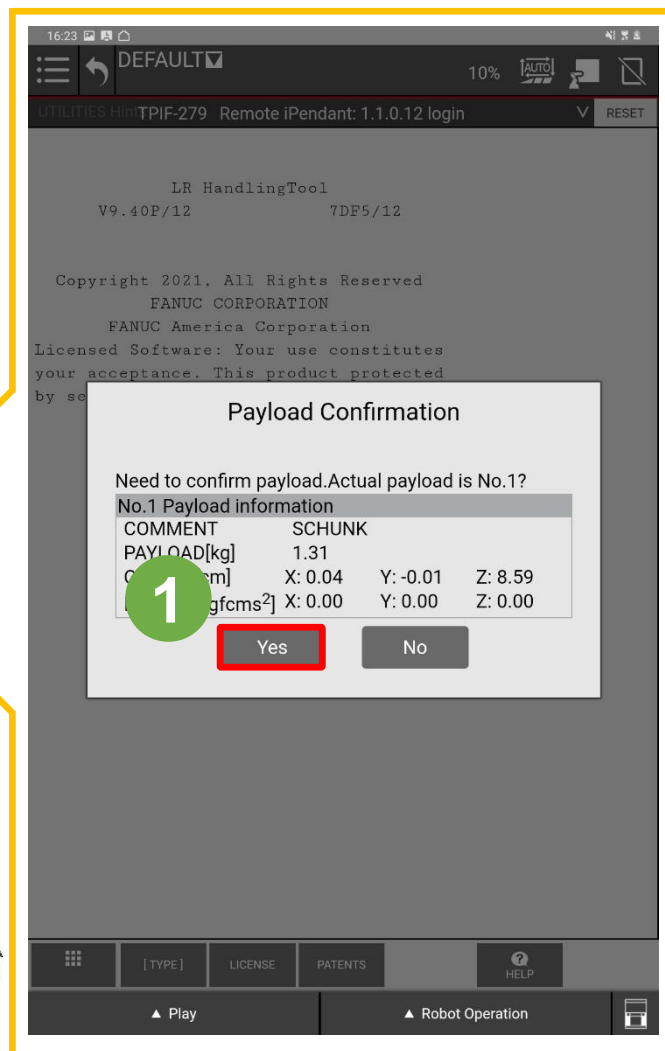 16:23
DEFAULT
10% AUTO
UTILITIES Hin TPIF-279 Remote iPendant: 1.1.0.12 login RESET
LR HandlingTool
V9.40P/12 7DF5/12
Copyright 2021, All Rights Reserved
FANUC CORPORATION
FANUC America Corporation
Licensed Software: Your use constitutes
your acceptance. This product protected
by se
Payload Confirmation
Need to confirm payload.Actual payload is No.1?
No.1 Payload information
COMMENT SCHUNK
PAYLOAD[kg] 1.31
cm] X: 0.04 Y: -0.01 Z: 8.59
gfcms²] X: 0.00 Y: 0.00 Z: 0.00
1
Yes No
[ TYPE ] LICENSE PATENTS HELP
▲ Play ▲ Robot Operation